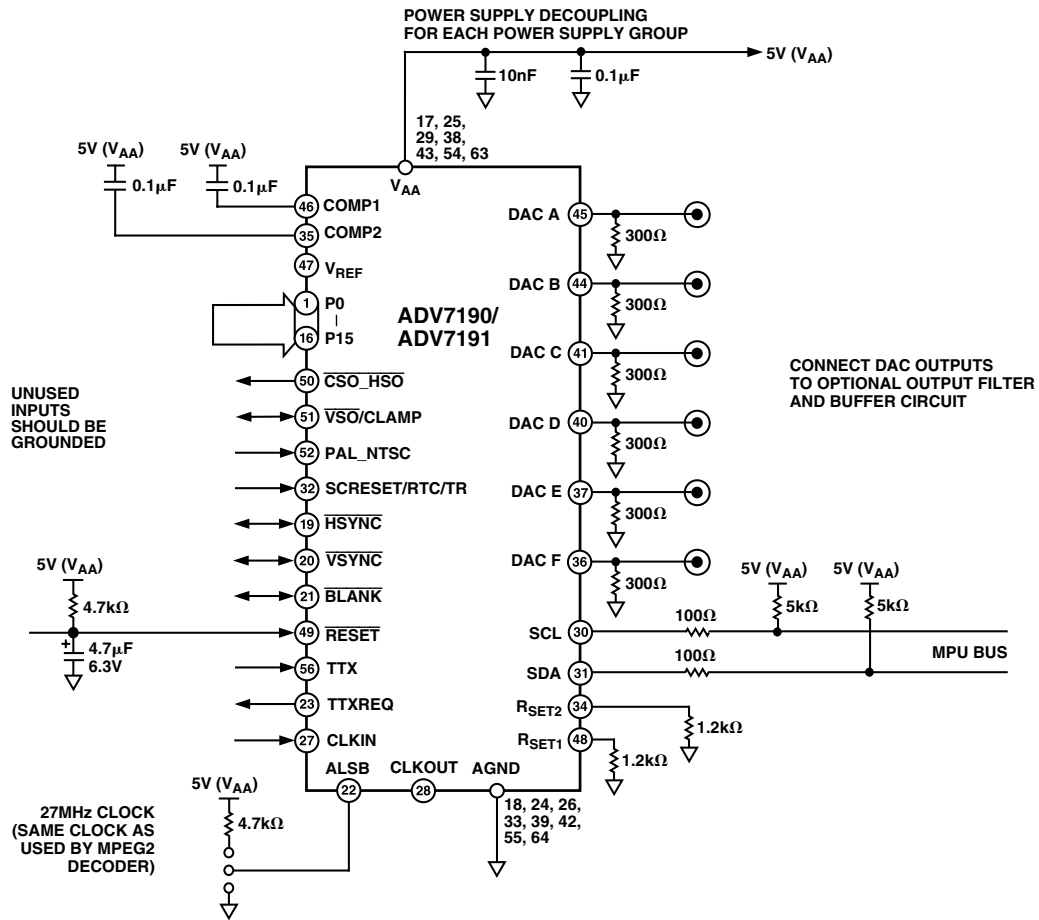 POWER SUPPLY DECOUPLING
FOR EACH POWER SUPPLY GROUP
5V (VAA)
10nF
0.1μF
17, 25,
29, 38,
43, 54, 63
5V (VAA)
5V (VAA)
0.1μF
0.1μF
VAA
46 COMP1
35 COMP2
47 VREF
1 P0
16 P15
ADV7190/
ADV7191
50 CSO_HSO
51 VSO/CLAMP
52 PAL_NTSC
32 SCRESET/RTC/TR
19 HSYNC
20 VSYNC
21 BLANK
49 RESET
56 TTX
23 TTXREQ
27 CLKIN
UNUSED
INPUTS
SHOULD BE
GROUNDED
5V (VAA)
4.7kΩ
+
4.7μF
6.3V
DAC A 45
300Ω
DAC B 44
300Ω
DAC C 41
300Ω
DAC D 40
300Ω
DAC E 37
300Ω
DAC F 36
300Ω
CONNECT DAC OUTPUTS
TO OPTIONAL OUTPUT FILTER
AND BUFFER CIRCUIT
5V (VAA)
5V (VAA)
5kΩ
5kΩ
SCL 30
100Ω
SDA 31
100Ω
MPU BUS
RSET2 34
1.2kΩ
RSET1 48
1.2kΩ
ALSB
22
CLKOUT
28
AGND
18, 24, 26,
33, 39, 42,
55, 64
5V (VAA)
4.7kΩ
27MHz CLOCK
(SAME CLOCK AS
USED BY MPEG2
DECODER)